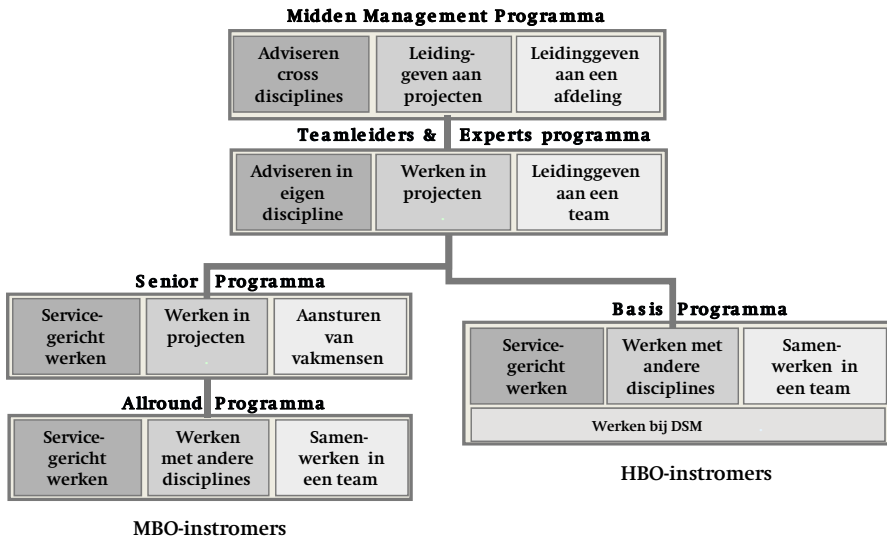 Midden Management Programma
Adviseren
cross
disciplines
Leiding-
geven aan
projecten
Leidinggeven
aan een
afdeling
Teamleiders & Experts programma
Adviseren in
eigen
discipline
Werken in
projecten
Leidinggeven
aan een
team
Senior Programma
Service-
gericht
werken
Werken in
projecten
Aansturen
van
vakmensen
Allround Programma
Service-
gericht
werken
Werken
met andere
disciplines
Samen-
werken in
een team
MBO-instromers
Basis Programma
Service-
gericht
werken
Werken met
andere
disciplines
Samen-
werken in
een team
Werken bij DSM
HBO-instromers